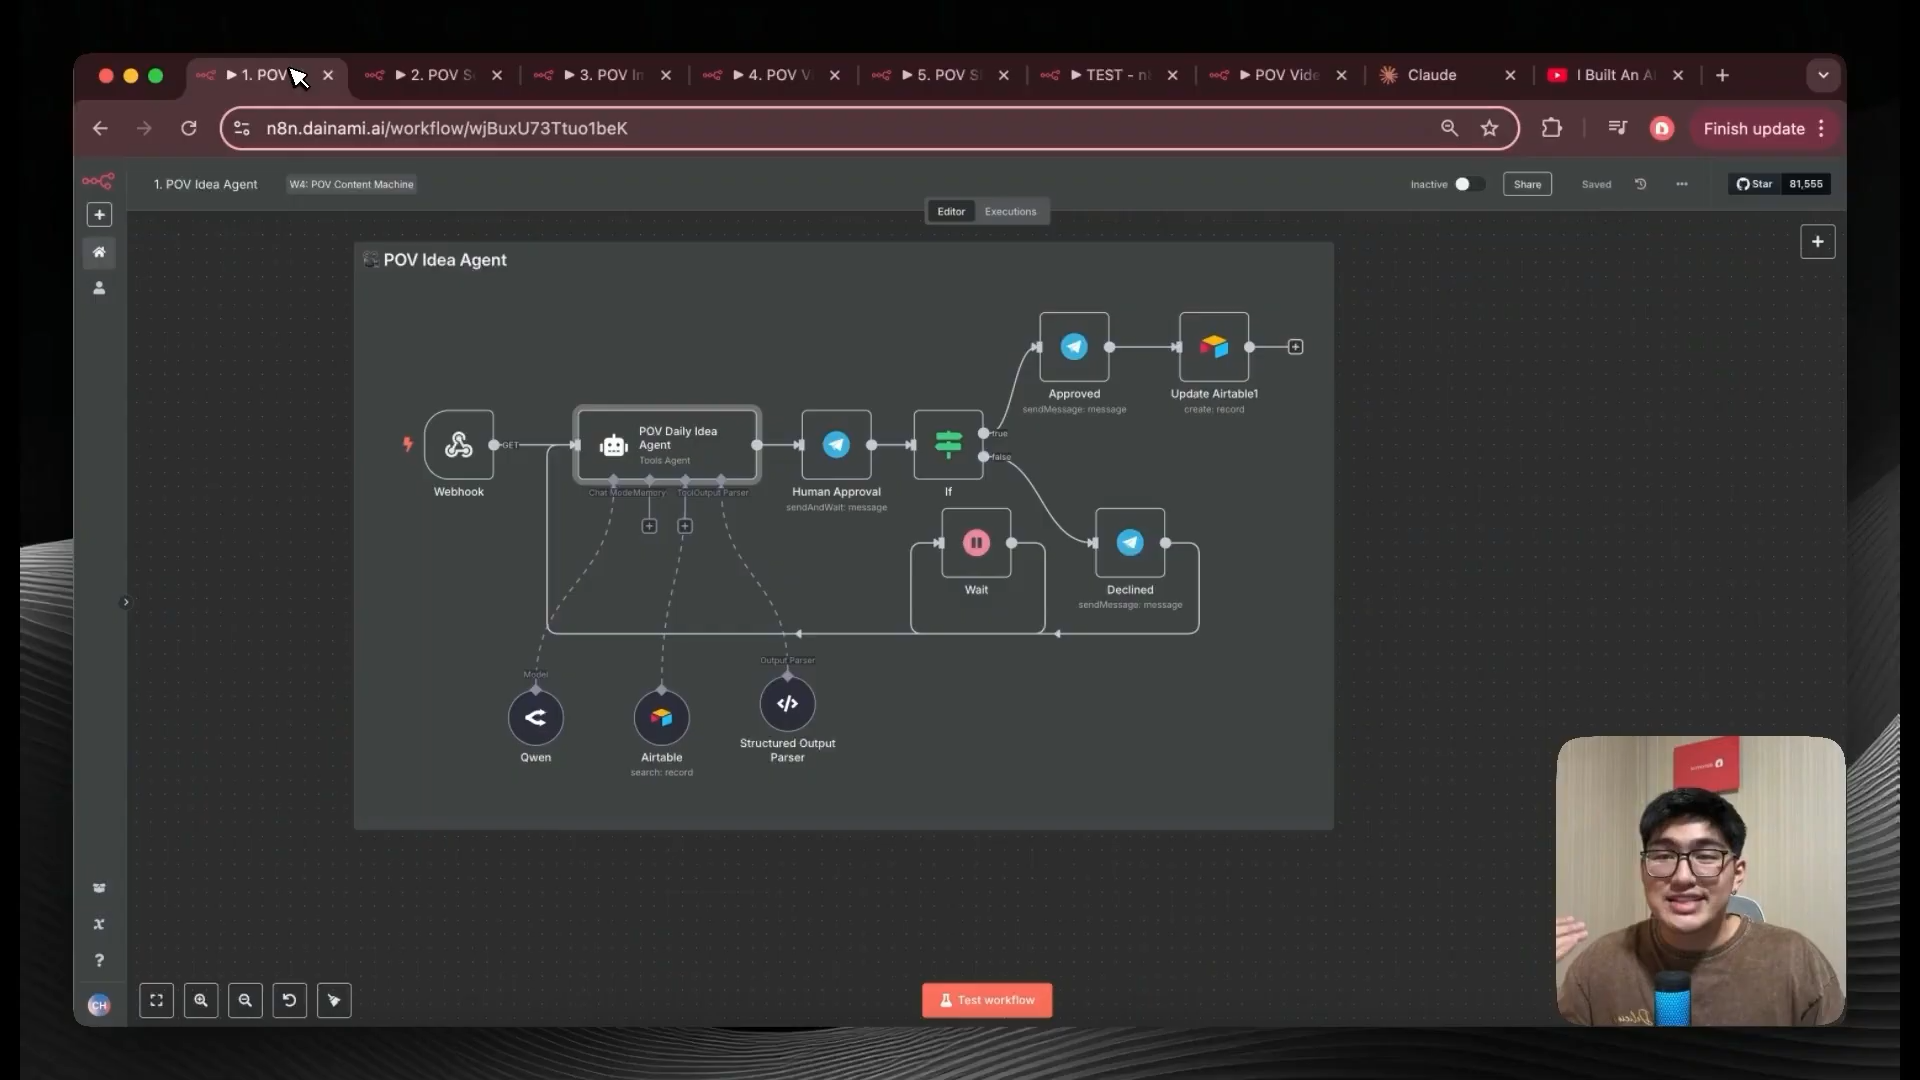 1. POV
2. POV S
3. POV In
4. POV V
5. POV S
TEST - n8
POV Vide
Claude
I Built An A
n8n.dainami.ai/workflow/wjBuxU73Ttuo1beK
Finish update
1. POV Idea Agent
W4: POV Content Machine
Inactive
Share
Saved
Star
81,555
Editor
Executions
POV Idea Agent
Approved
sendMessage: message
Update Airtable1
create: record
Webhook
GET
POV Daily Idea
Agent
Tools Agent
Chat Mode
Memory
Tool
Output Parser
Human Approval
sendAndWait: message
If
true
false
Wait
Declined
sendMessage: message
Model
Qwen
Airtable
search: record
Output Parser
Structured Output
Parser
CH
Test workflow